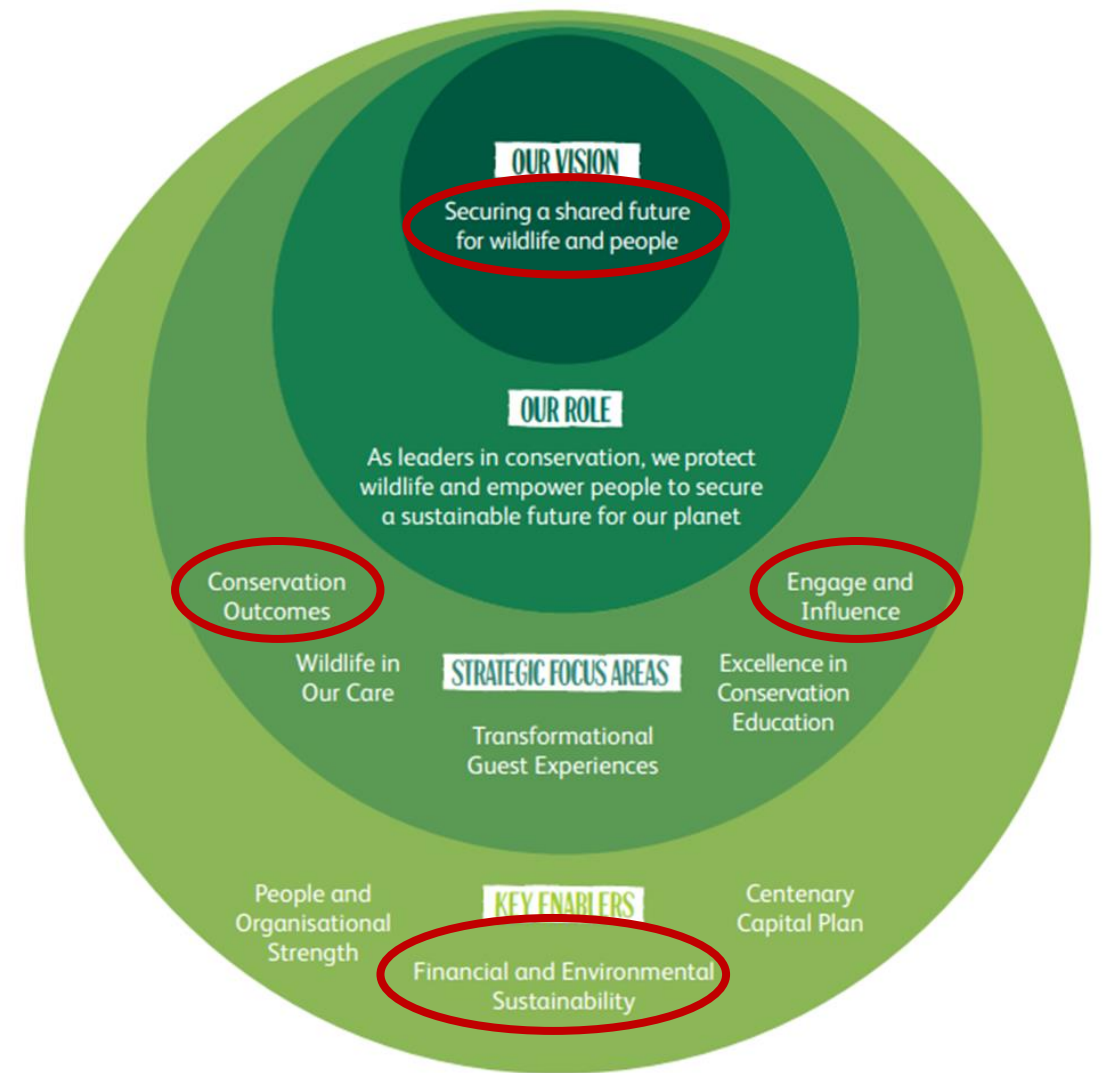 OUR VISION
Securing a shared future
for wildlife and people
OUR ROLE
As leaders in conservation, we protect
wildlife and empower people to secure
a sustainable future for our planet
Conservation
Outcomes
Engage and
Influence
Wildlife in
Our Care
STRATEGIC FOCUS AREAS
Excellence in
Conservation
Education
Transformational
Guest Experiences
People and
Organisational
Strength
KEY ENABLERS
Centenary
Capital Plan
Financial and Environmental
Sustainability